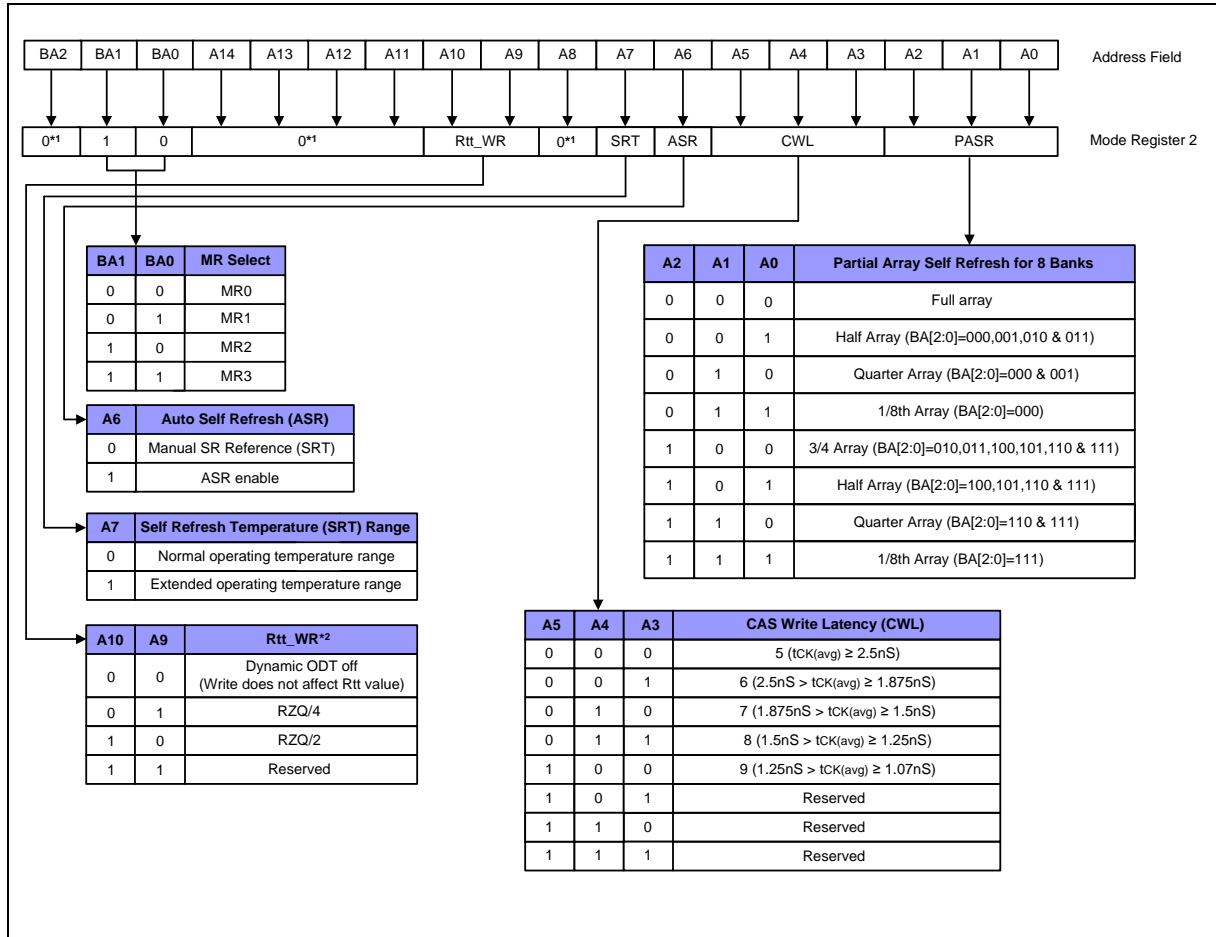 BA2 BA1 BA0 A14 A13 A12 A11 A10 A9 A8 A7 A6 A5 A4 A3 A2 A1 A0 Address Field
0*1 1 0 0*1 Rtt_WR 0*1 SRT ASR CWL PASR Mode Register 2
BA1 BA0 MR Select
0 0 MR0
0 1 MR1
1 0 MR2
1 1 MR3
A6 Auto Self Refresh (ASR)
0 Manual SR Reference (SRT)
1 ASR enable
A7 Self Refresh Temperature (SRT) Range
0 Normal operating temperature range
1 Extended operating temperature range
A10 A9 Rtt_WR*2
0 0 Dynamic ODT off
(Write does not affect Rtt value)
0 1 RZQ/4
1 0 RZQ/2
1 1 Reserved
A2 A1 A0 Partial Array Self Refresh for 8 Banks
0 0 0 Full array
0 0 1 Half Array (BA[2:0]=000,001,010 & 011)
0 1 0 Quarter Array (BA[2:0]=000 & 001)
0 1 1 1/8th Array (BA[2:0]=000)
1 0 0 3/4 Array (BA[2:0]=010,011,100,101,110 & 111)
1 0 1 Half Array (BA[2:0]=100,101,110 & 111)
1 1 0 Quarter Array (BA[2:0]=110 & 111)
1 1 1 1/8th Array (BA[2:0]=111)
A5 A4 A3 CAS Write Latency (CWL)
0 0 0 5 (tCK(avg) ≥ 2.5nS)
0 0 1 6 (2.5nS > tCK(avg) ≥ 1.875nS)
0 1 0 7 (1.875nS > tCK(avg) ≥ 1.5nS)
0 1 1 8 (1.5nS > tCK(avg) ≥ 1.25nS)
1 0 0 9 (1.25nS > tCK(avg) ≥ 1.07nS)
1 0 1 Reserved
1 1 0 Reserved
1 1 1 Reserved